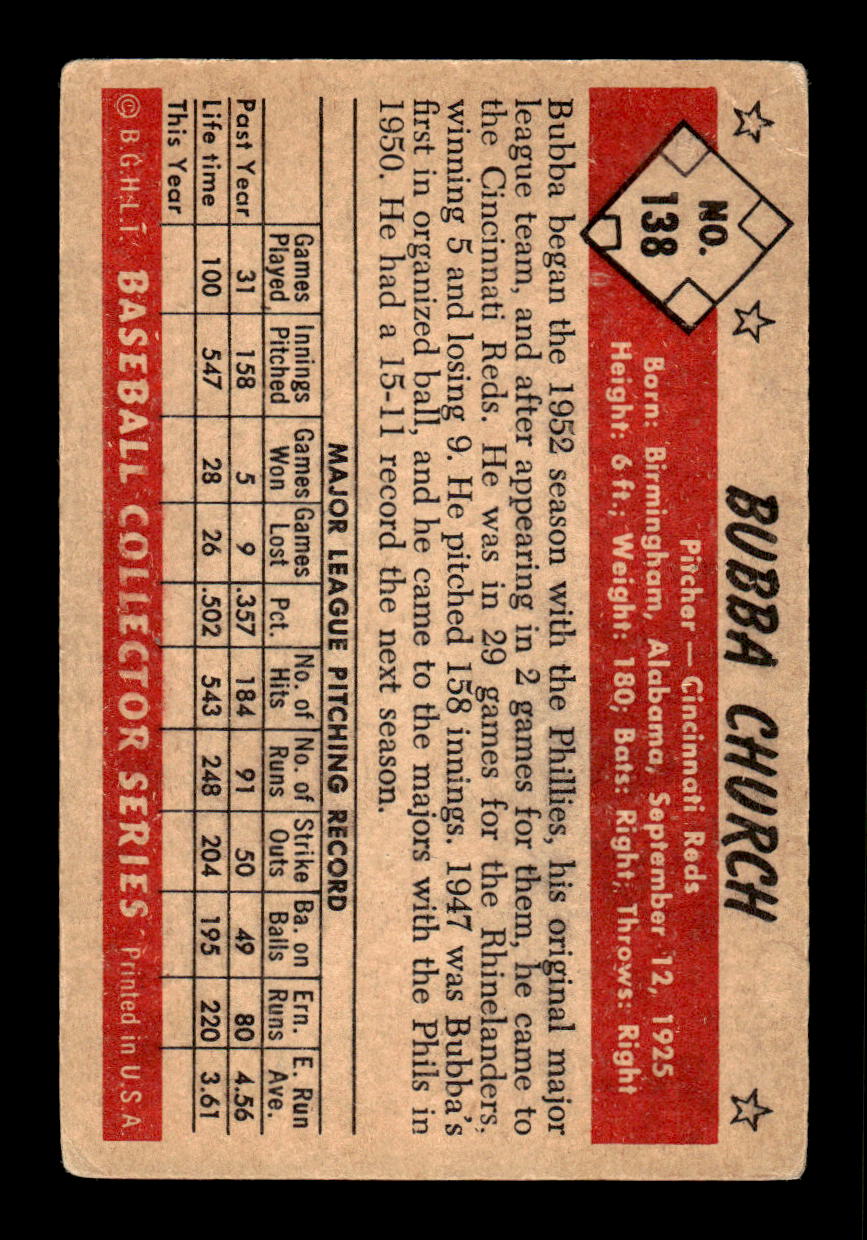 BUBBA CHURCH
NO.
138
Pitcher — Cincinnati Reds
Born: Birmingham, Alabama, September 12, 1925
Height: 6 ft.; Weight: 180; Bats: Right; Throws: Right
Bubba began the 1952 season with the Phillies, his original major
league team, and after appearing in 2 games for them, he came to
the Cincinnati Reds. He was in 29 games for the Rhinelanders,
winning 5 and losing 9. He pitched 158 innings. 1947 was Bubba's
first in organized ball, and he came to the majors with the Phils in
1950. He had a 15-11 record the next season.
MAJOR LEAGUE PITCHING RECORD
Games Played Innings Pitched Games Won Games Lost Pct. No. of Hits No. of Runs Strike Outs Ba. on Balls Ern. Runs E. Run Ave.
Past Year 31 158 5 9 .357 184 91 50 49 80 4.56
Life time 100 547 28 26 .502 543 248 204 195 220 3.61
This Year
© B.G.H.L.I. BASEBALL COLLECTOR SERIES Printed in U.S.A